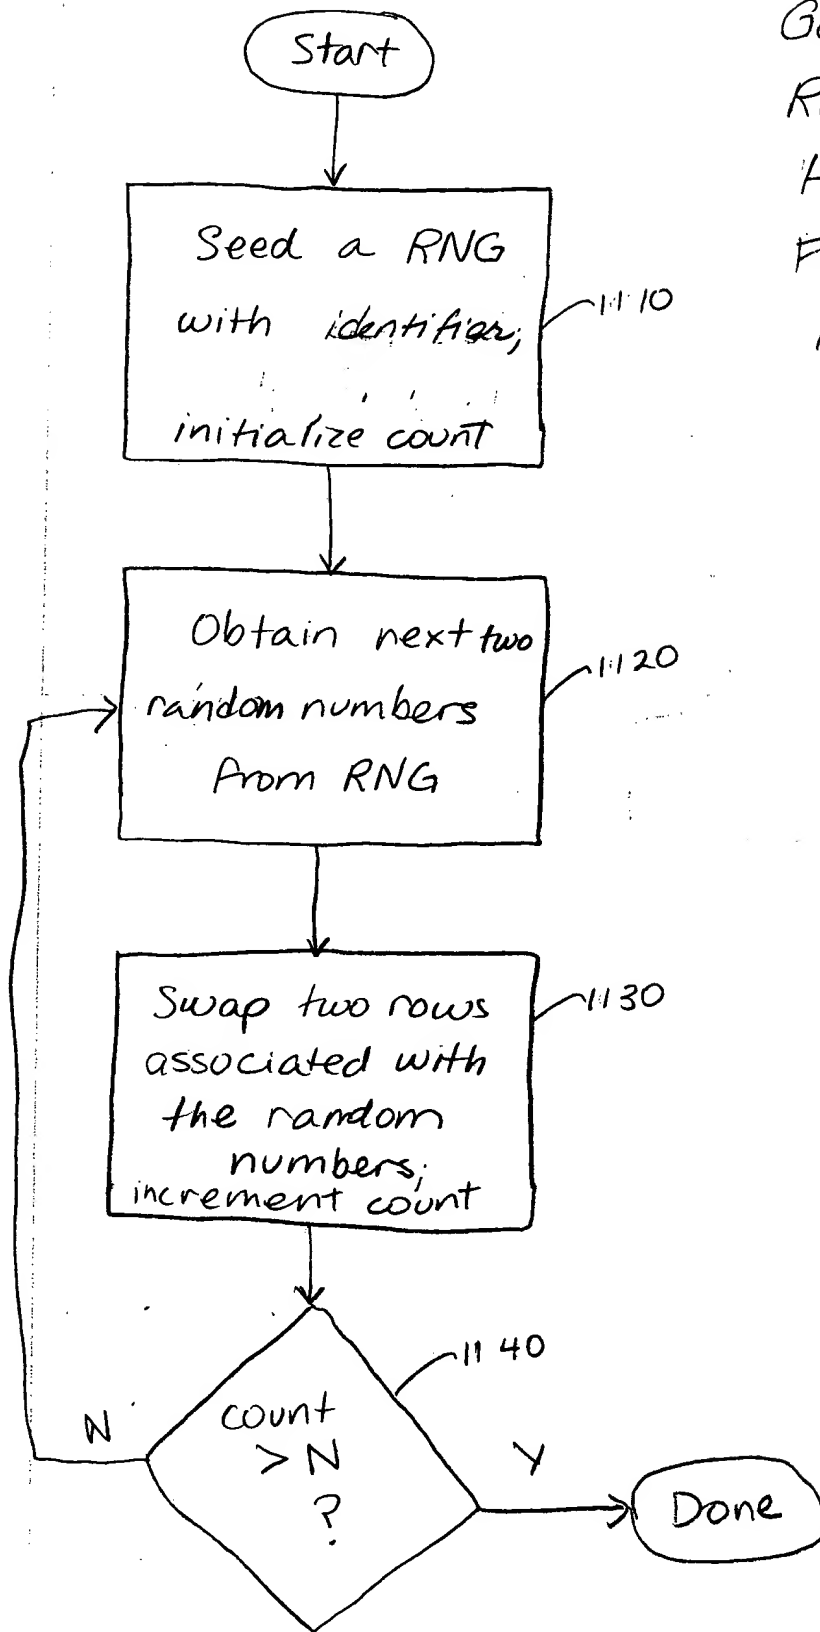 Start
Seed a RNG
with identifier;
initialize count
1110
Obtain next two
random numbers
from RNG
1120
Swap two rows
associated with
the random
numbers;
increment count
1130
count
> N
?
1140
N
Y
Done